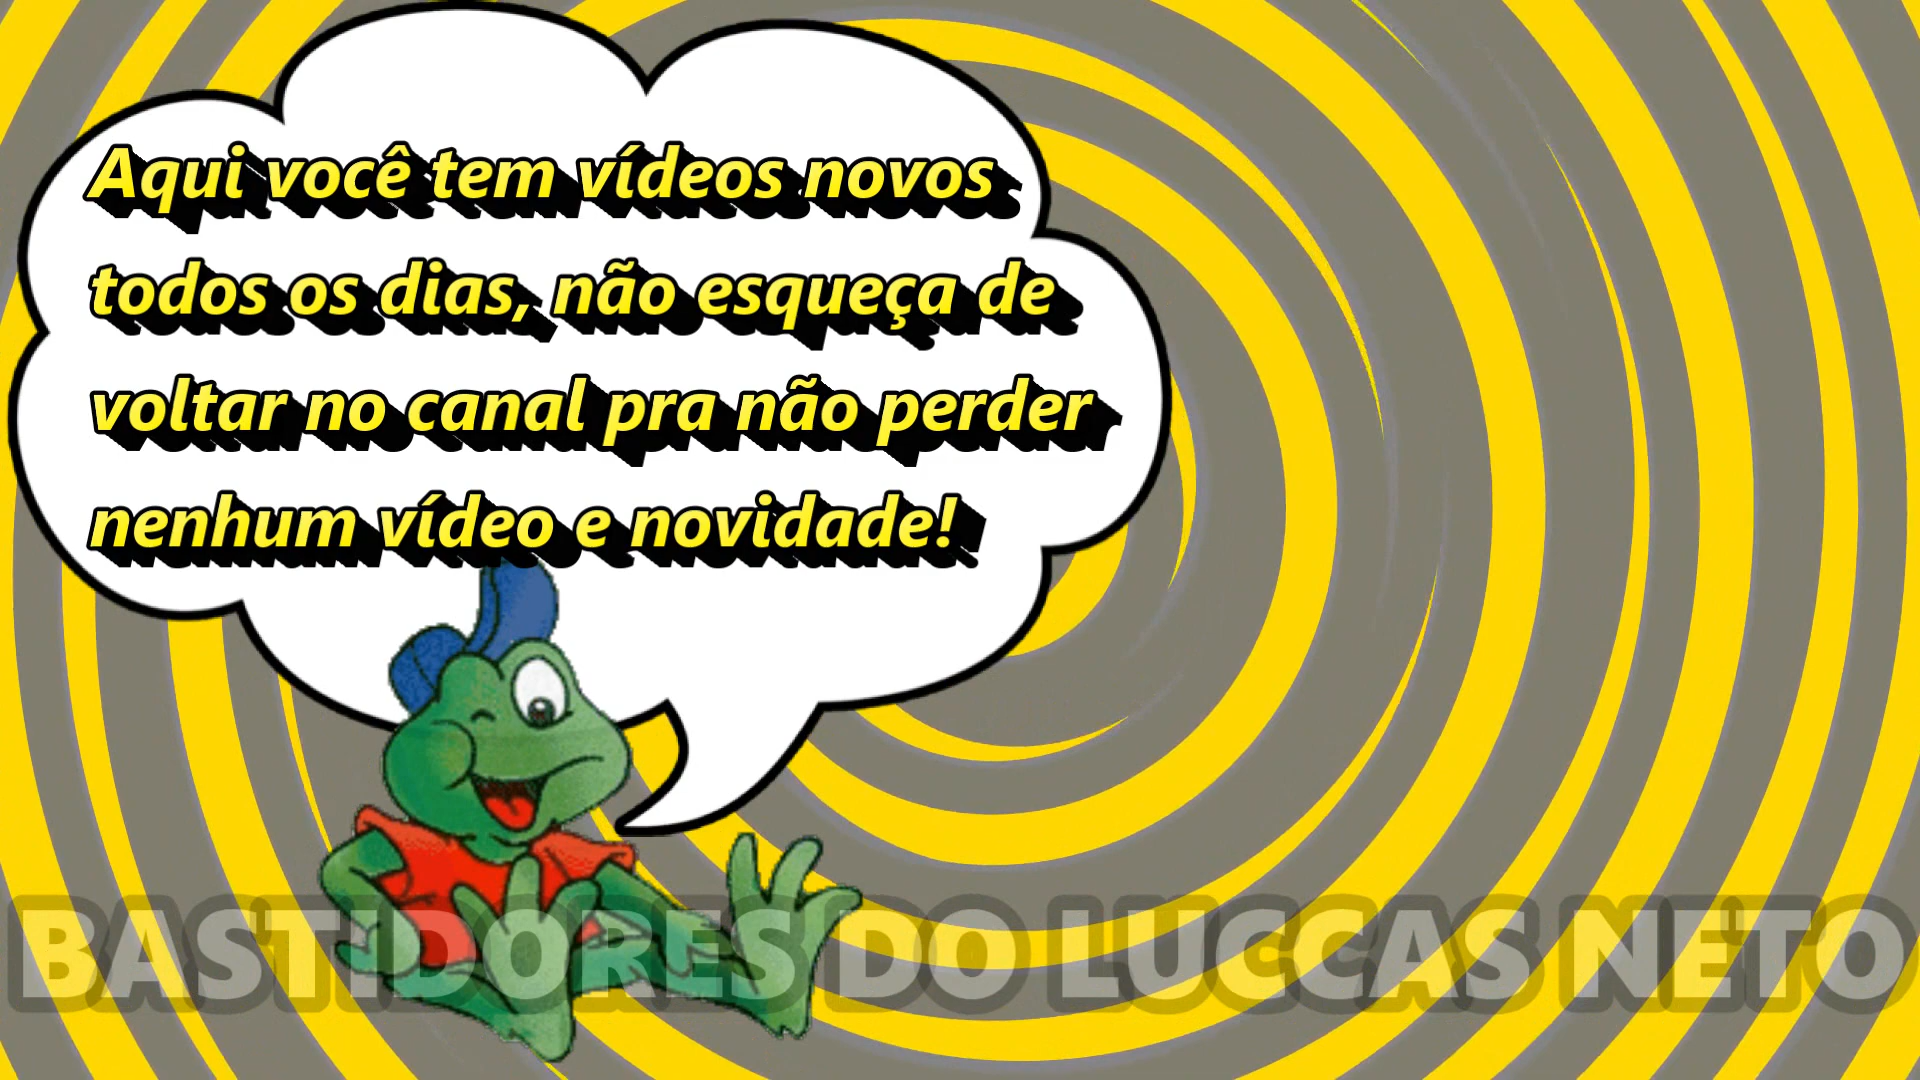 Aqui você tem vídeos novos
todos os dias, não esqueça de
voltar no canal pra não perder
nenhum vídeo e novidade!
BASTIDORES DO LUCCAS NETO